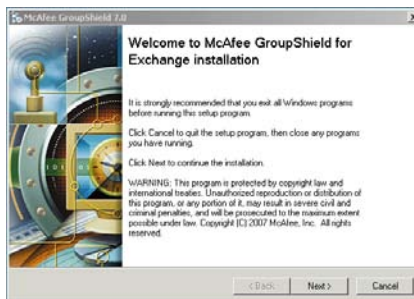 McAfee GroupShield 7.0
Welcome to McAfee GroupShield for
Exchange installation
It is strongly recommended that you exit all Windows programs
before running this setup program.
Click Cancel to quit the setup program, then close any programs
you have running.
Click Next to continue the installation.
WARNING: This program is protected by copyright law and
international treaties. Unauthorized reproduction or distribution of
this program, or any portion of it, may result in severe civil and
criminal penalties, and will be prosecuted to the maximum extent
possible under law. Copyright (C) 2007 McAfee, Inc. All rights
reserved.
< Back
Next >
Cancel